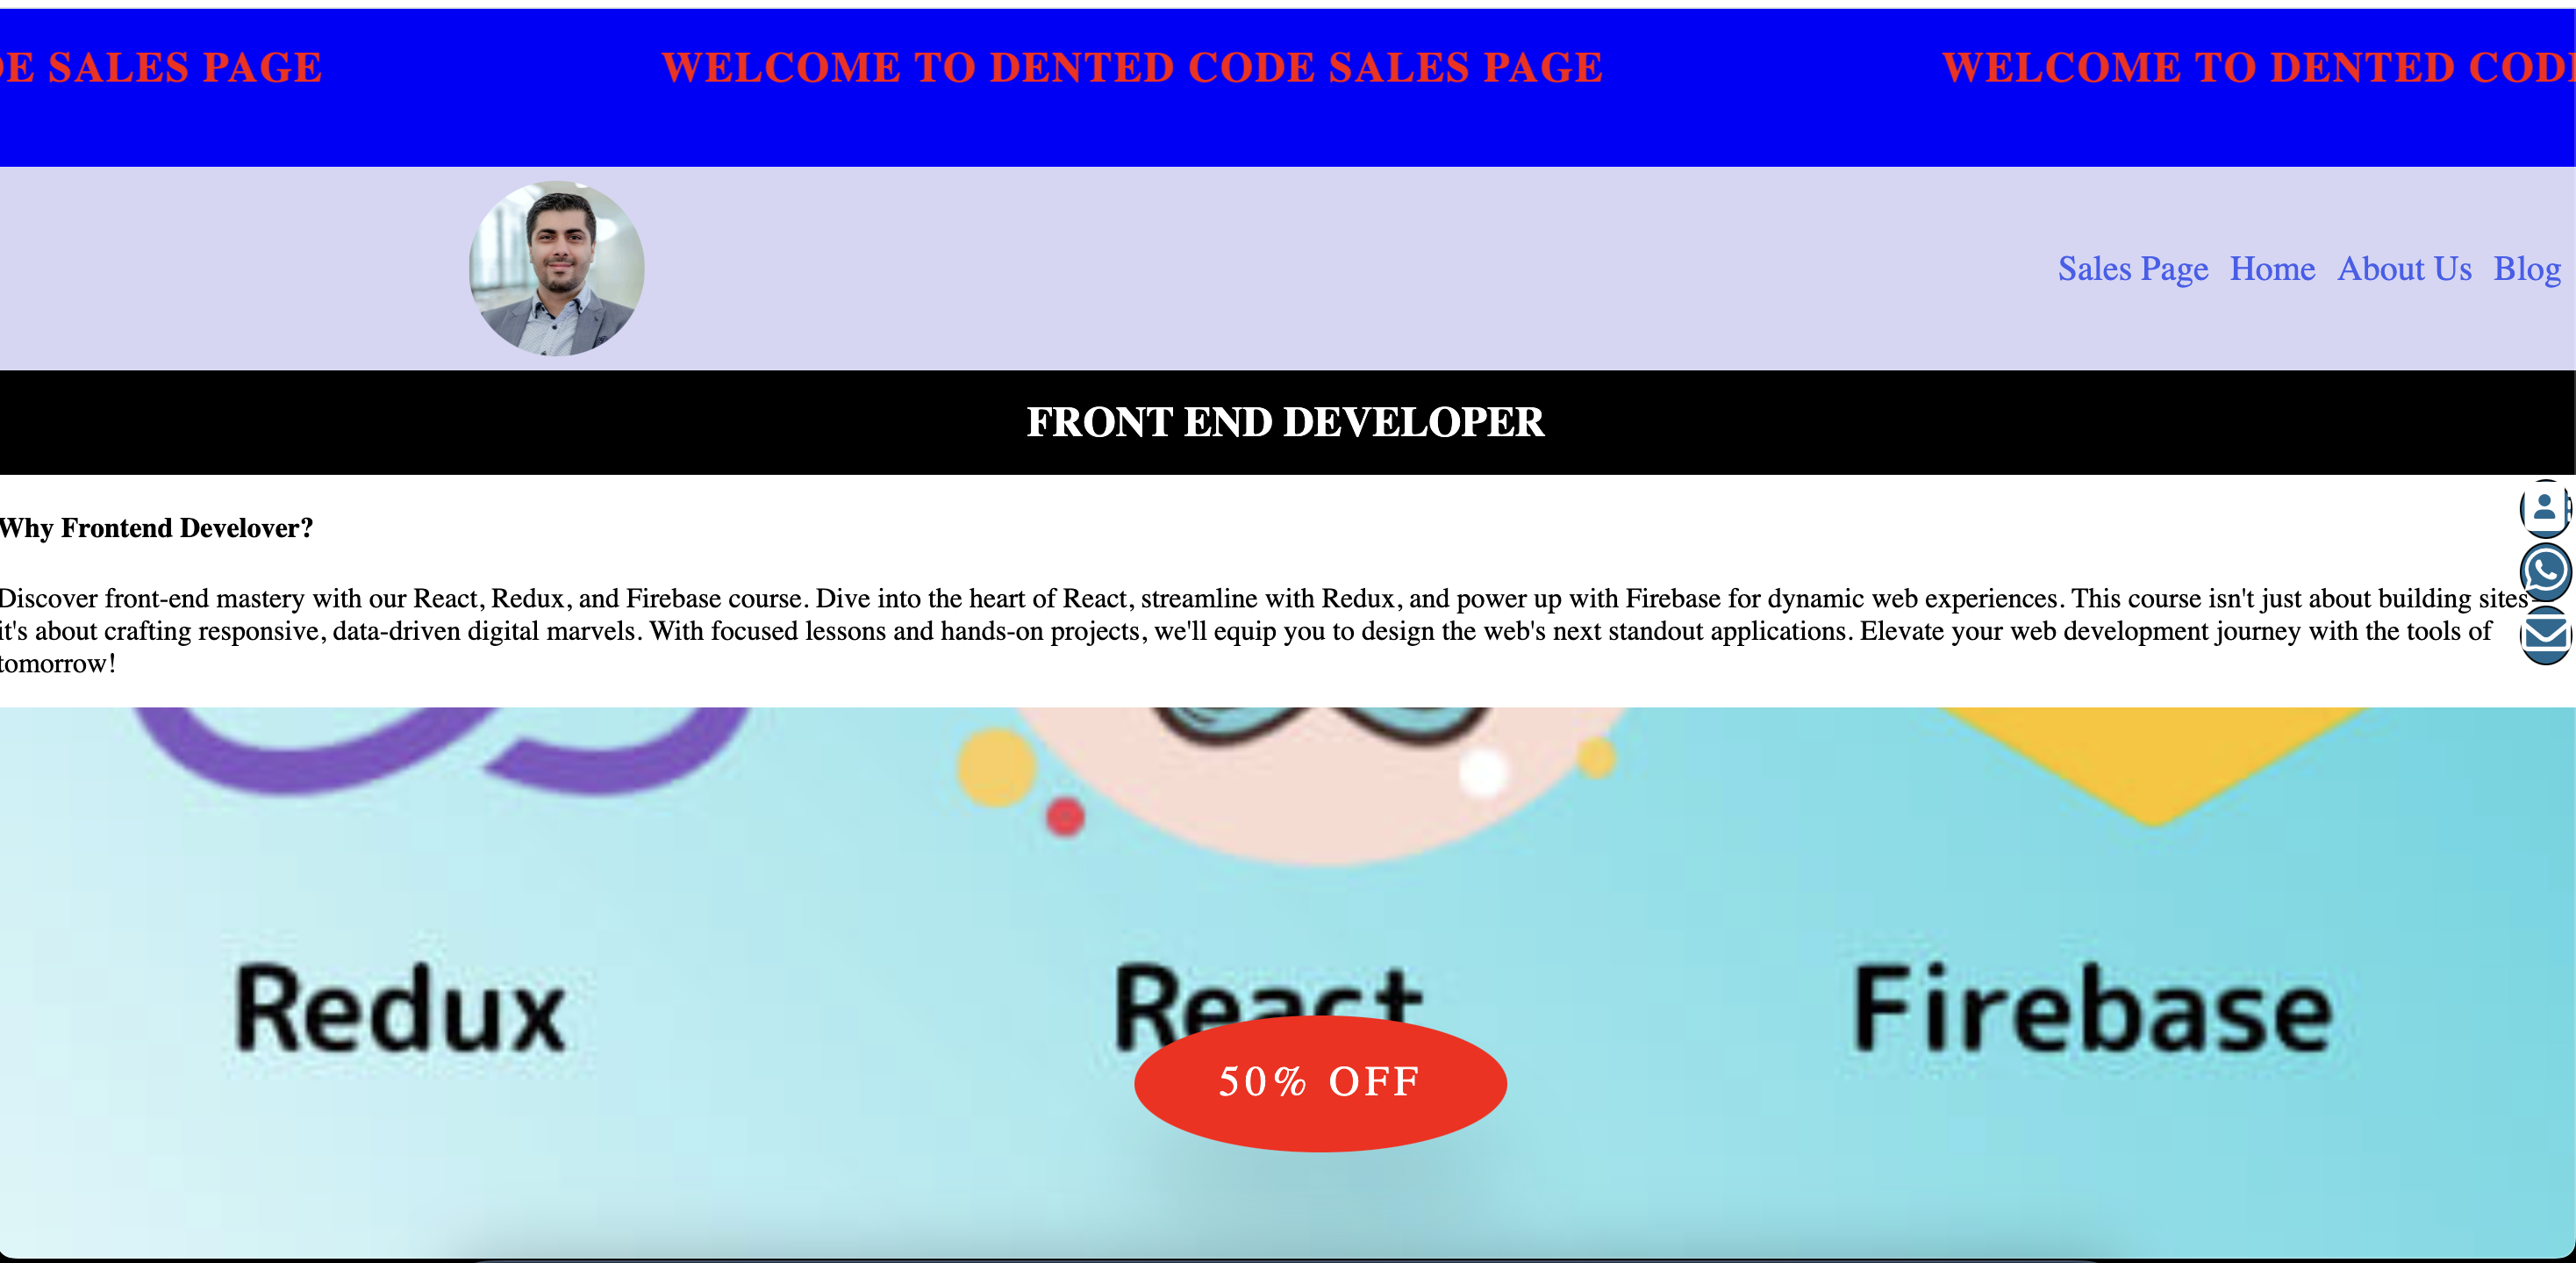 E SALES PAGE WELCOME TO DENTED CODE SALES PAGE WELCOME TO DENTED COD
Sales Page Home About Us Blog
FRONT END DEVELOPER
Why Frontend Develover?
Discover front-end mastery with our React, Redux, and Firebase course. Dive into the heart of React, streamline with Redux, and power up with Firebase for dynamic web experiences. This course isn't just about building sites
it's about crafting responsive, data-driven digital marvels. With focused lessons and hands-on projects, we'll equip you to design the web's next standout applications. Elevate your web development journey with the tools of
tomorrow!
Redux React Firebase
50% OFF